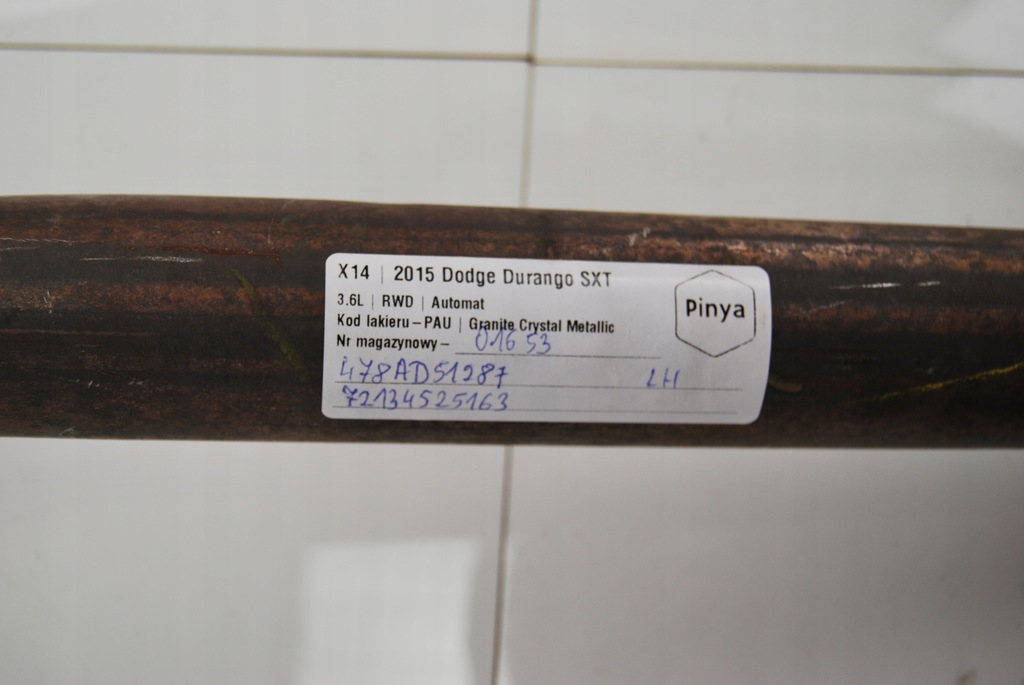 X14 | 2015 Dodge Durango SXT
3.6L | RWD | Automat
Kod lakieru – PAU | Granite Crystal Metallic
Nr magazynowy – 01653
478AD51287 LH
72134525163
Pinya